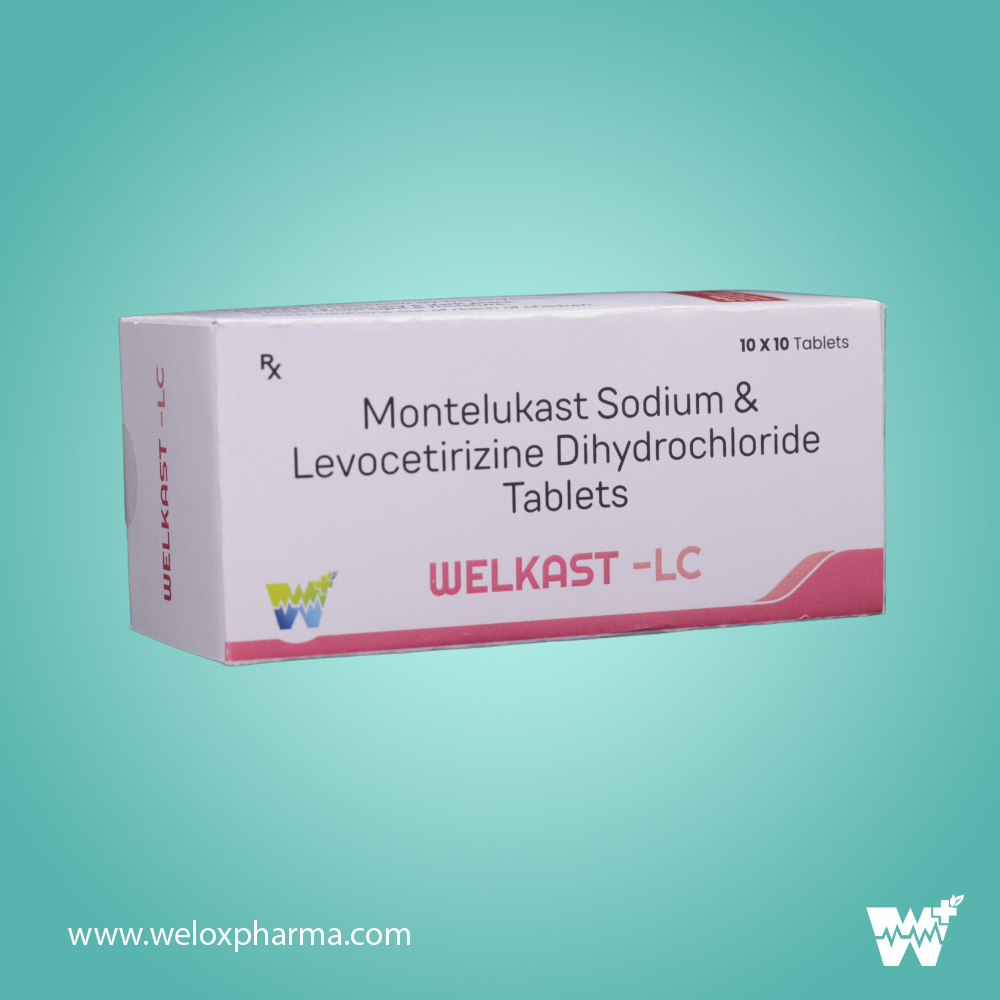 Rx
10 X 10 Tablets
Montelukast Sodium &
Levocetirizine Dihydrochloride
Tablets
WELKAST -LC
WELKAST -LC
www.weloxpharma.com